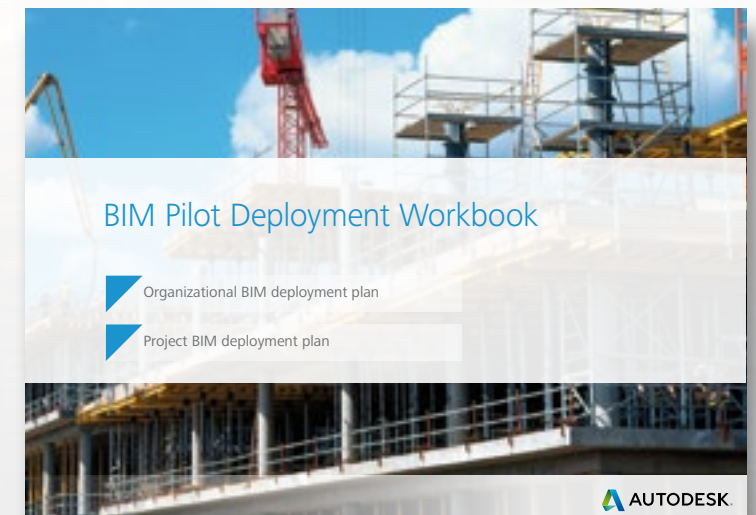 BIM Pilot Deployment Workbook
Organizational BIM deployment plan
Project BIM deployment plan
AUTODESK.